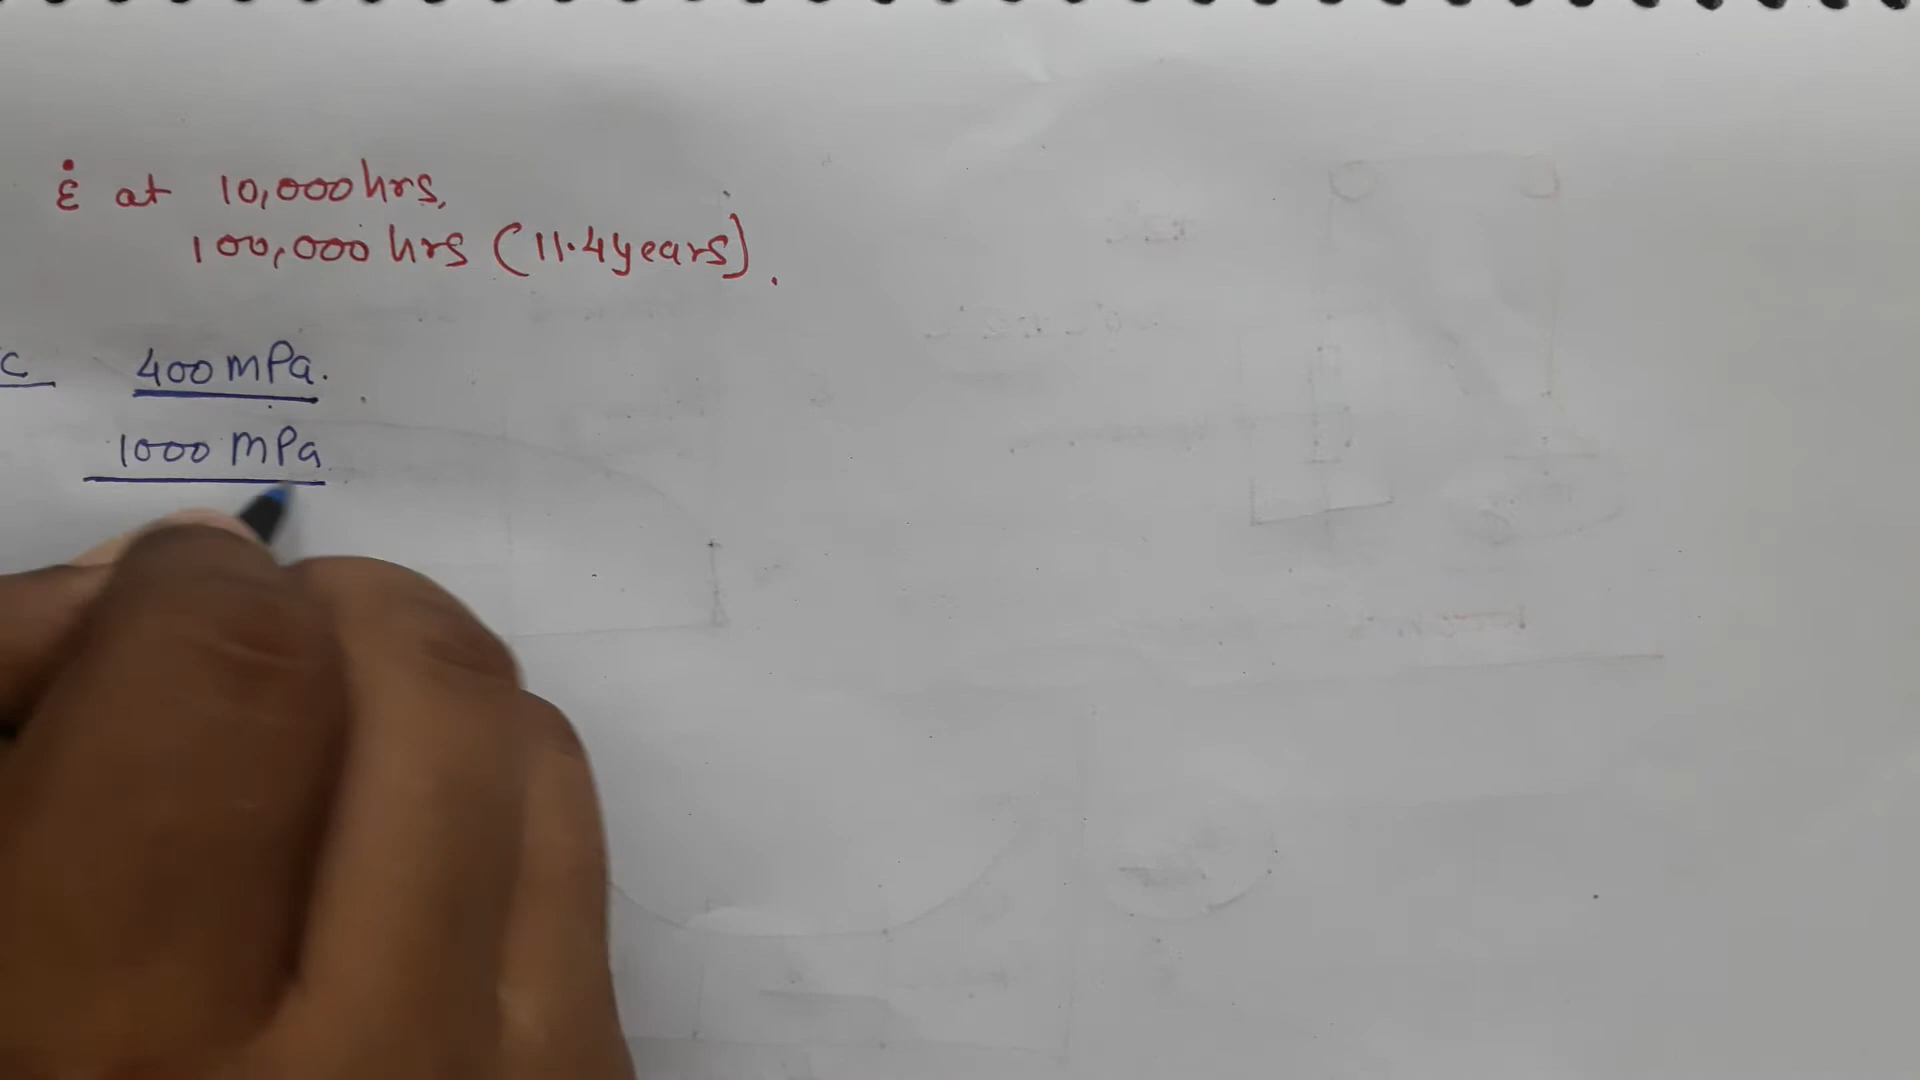 ε̇ at 10,000 hrs,
100,000 hrs (11.4 years).
c 400 mPa.
1000 mPa